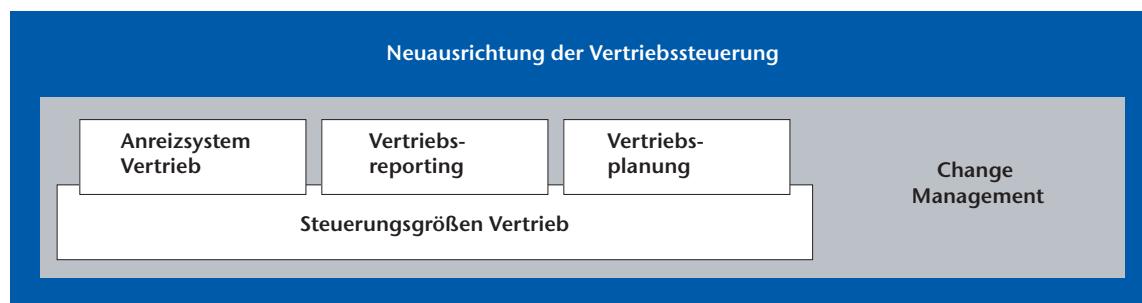 Neuausrichtung der Vertriebssteuerung
Anreizsystem
Vertrieb
Vertriebs-
reporting
Vertriebs-
planung
Change
Management
Steuerungsgrößen Vertrieb